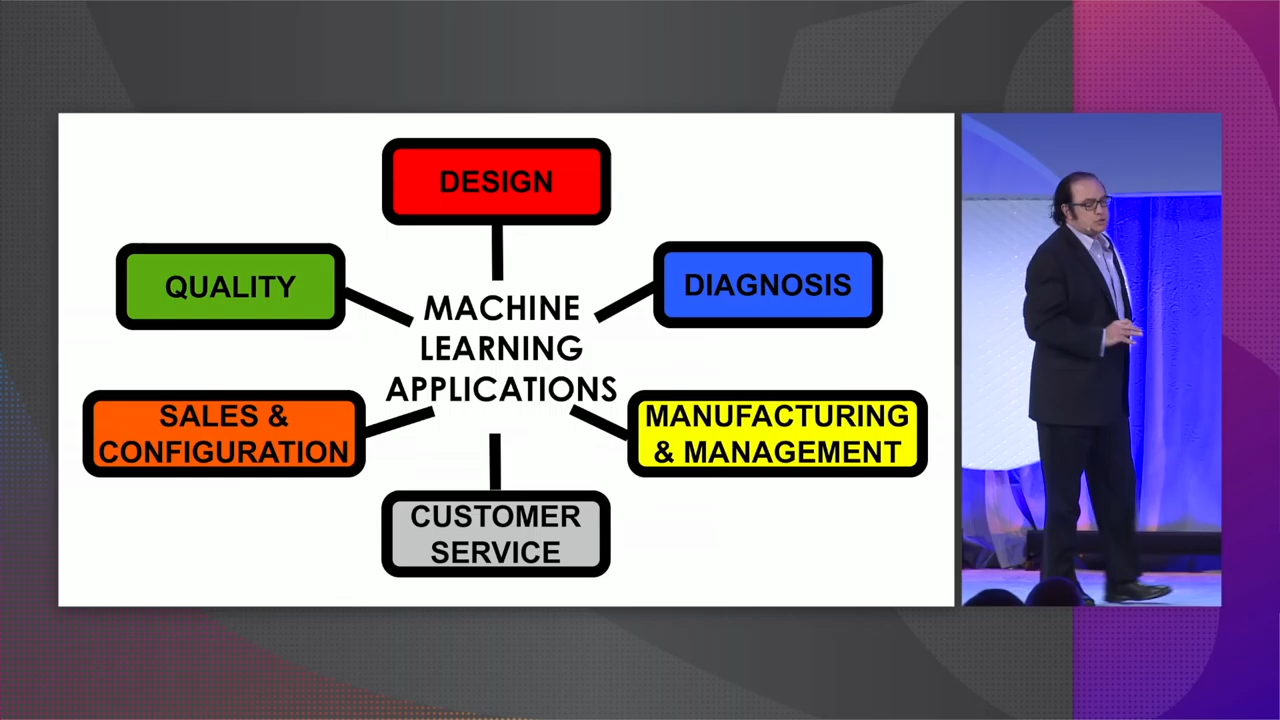 DESIGN
QUALITY
DIAGNOSIS
MACHINE
LEARNING
APPLICATIONS
SALES &
CONFIGURATION
MANUFACTURING
& MANAGEMENT
CUSTOMER
SERVICE